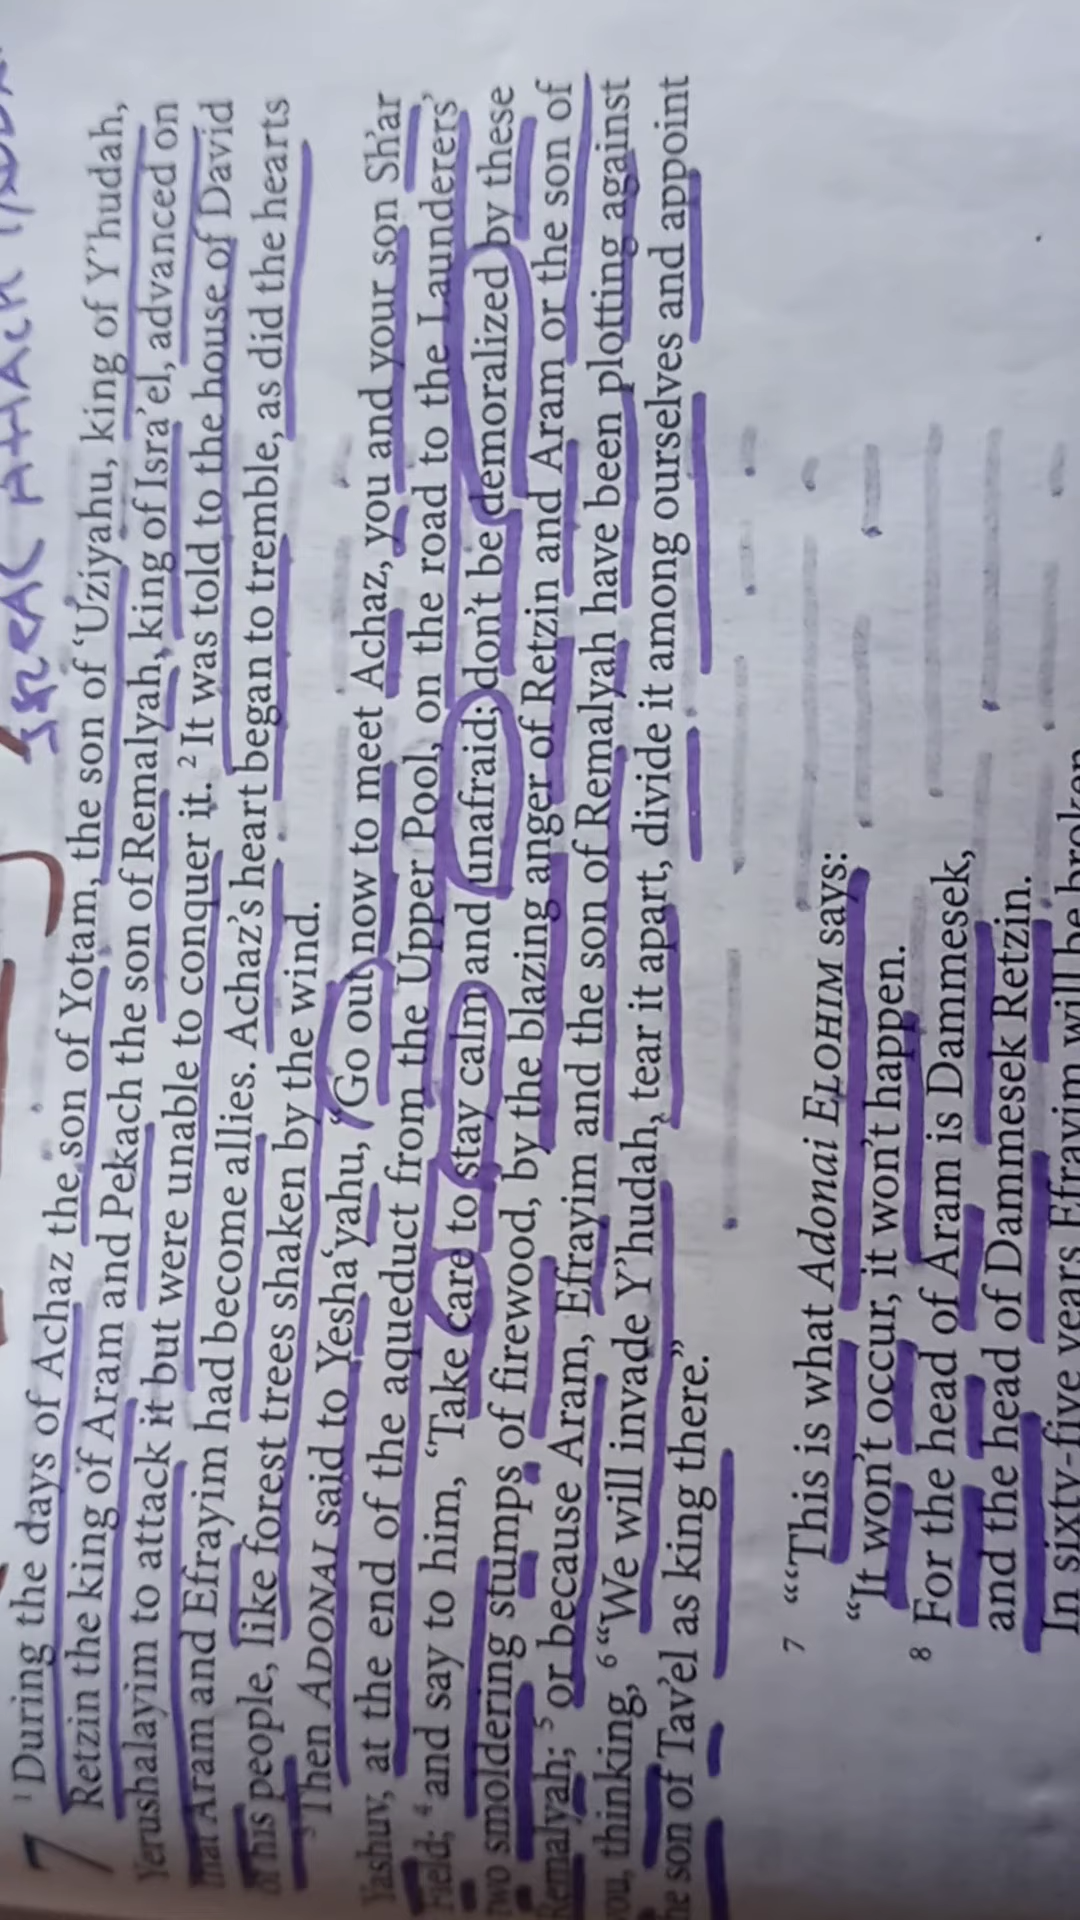 ISREAL AttACK
7
1 During the days of Achaz the son of Yotam, the son of ‘Uziyahu, king of Y’hudah,
Retzin the king of Aram and Pekach the son of Remalyah, king of Isra’el, advanced on
Yerushalayim to attack it but were unable to conquer it. 2 It was told to the house of David
that Aram and Efrayim had become allies. Achaz’s heart began to tremble, as did the hearts
of his people, like forest trees shaken by the wind.
3 Then ADONAI said to Yesha‘yahu, “Go out now to meet Achaz, you and your son Sh’ar
Yashuv, at the end of the aqueduct from the Upper Pool, on the road to the Launderers’
Field; 4 and say to him, ‘Take care to stay calm and unafraid; don’t be demoralized by these
two smoldering stumps of firewood, by the blazing anger of Retzin and Aram or the son of
Remalyah; 5 or because Aram, Efrayim and the son of Remalyah have been plotting against
you, thinking, 6 “We will invade Y’hudah, tear it apart, divide it among ourselves and appoint
the son of Tav’el as king there.”
7 “‘“This is what Adonai ELOHIM says:
“It won’t occur, it won’t happen.
8 For the head of Aram is Dammesek,
and the head of Dammesek Retzin.
In sixty-five years Efrayim will be broken